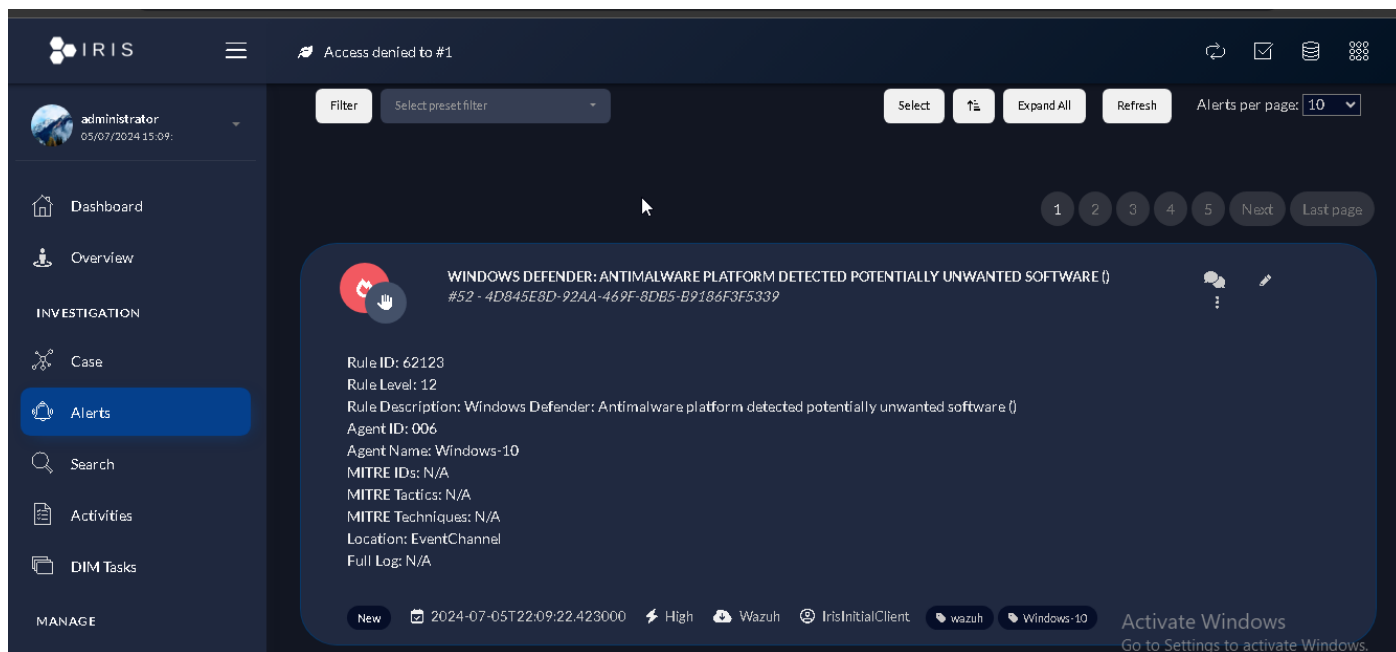 IRIS
Access denied to #1
administrator
05/07/2024 15:09:
Filter
Select preset filter
Select
Expand All
Refresh
Alerts per page: 10
Dashboard
Overview
INVESTIGATION
Case
Alerts
Search
Activities
DIM Tasks
MANAGE
1 2 3 4 5 Next Last page
WINDOWS DEFENDER: ANTIMALWARE PLATFORM DETECTED POTENTIALLY UNWANTED SOFTWARE ()
#52 - 4D845E8D-92AA-469F-8DB5-B9186F3F5339
Rule ID: 62123
Rule Level: 12
Rule Description: Windows Defender: Antimalware platform detected potentially unwanted software ()
Agent ID: 006
Agent Name: Windows-10
MITRE IDs: N/A
MITRE Tactics: N/A
MITRE Techniques: N/A
Location: EventChannel
Full Log: N/A
New 2024-07-05T22:09:22.423000 High Wazuh IrisInitialClient wazuh Windows-10
Activate Windows
Go to Settings to activate Windows.